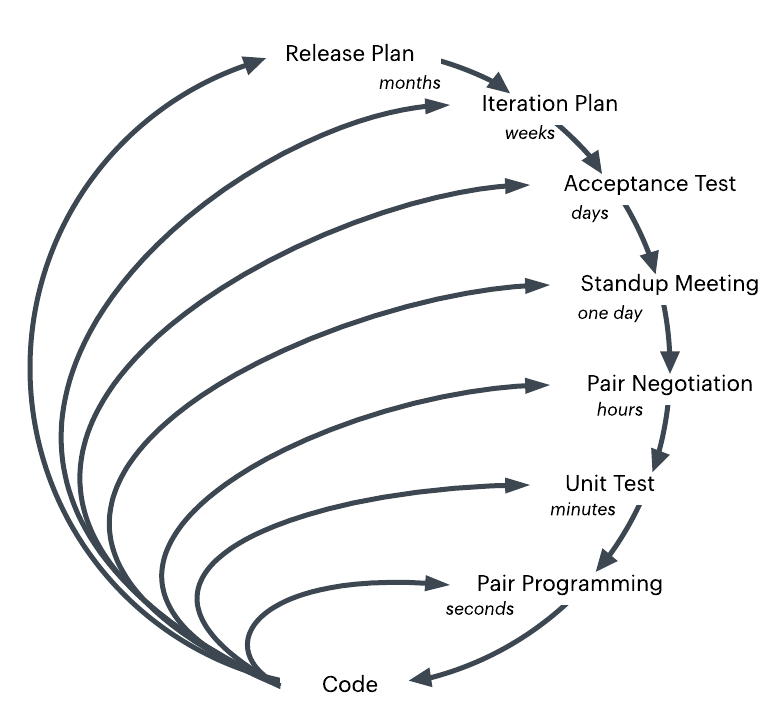 Release Plan
months
Iteration Plan
weeks
Acceptance Test
days
Standup Meeting
one day
Pair Negotiation
hours
Unit Test
minutes
Pair Programming
seconds
Code